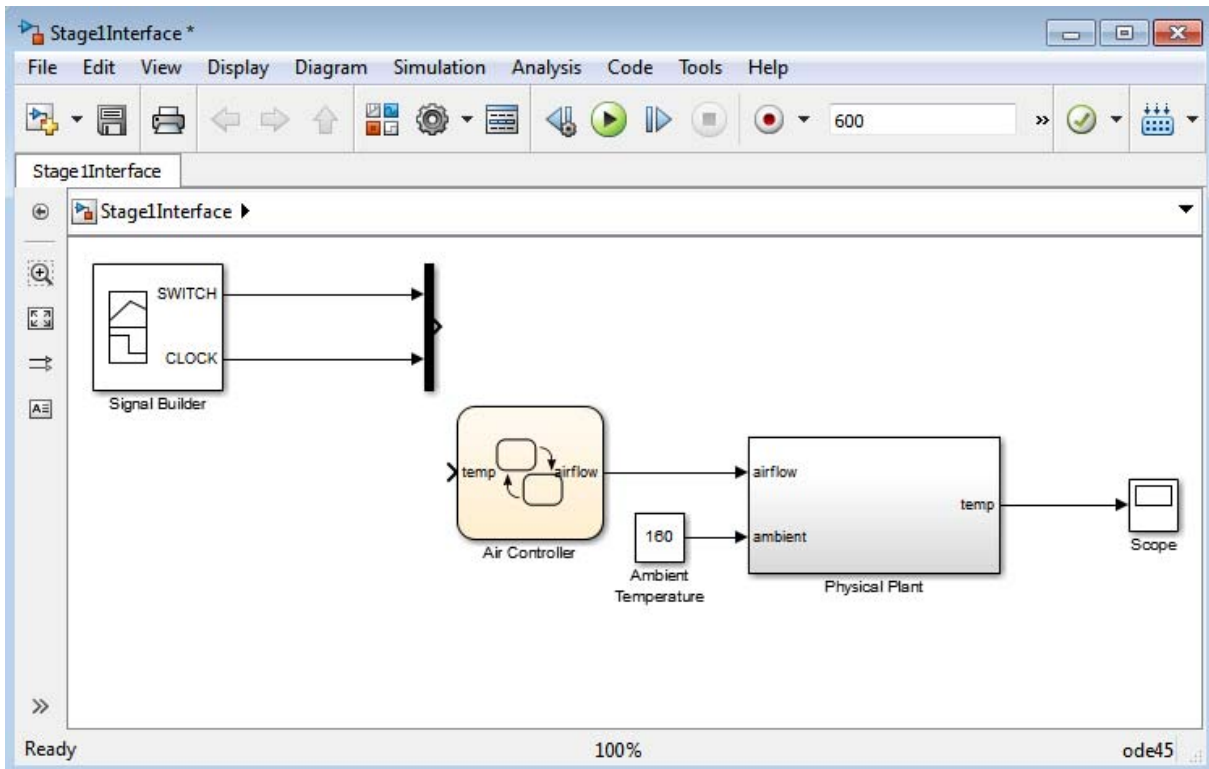 Stage1Interface *
File Edit View Display Diagram Simulation Analysis Code Tools Help
600
Stage1Interface
Stage1Interface
SWITCH
CLOCK
Signal Builder
temp
airflow
Air Controller
160
Ambient
Temperature
airflow
ambient
temp
Physical Plant
Scope
Ready 100% ode45